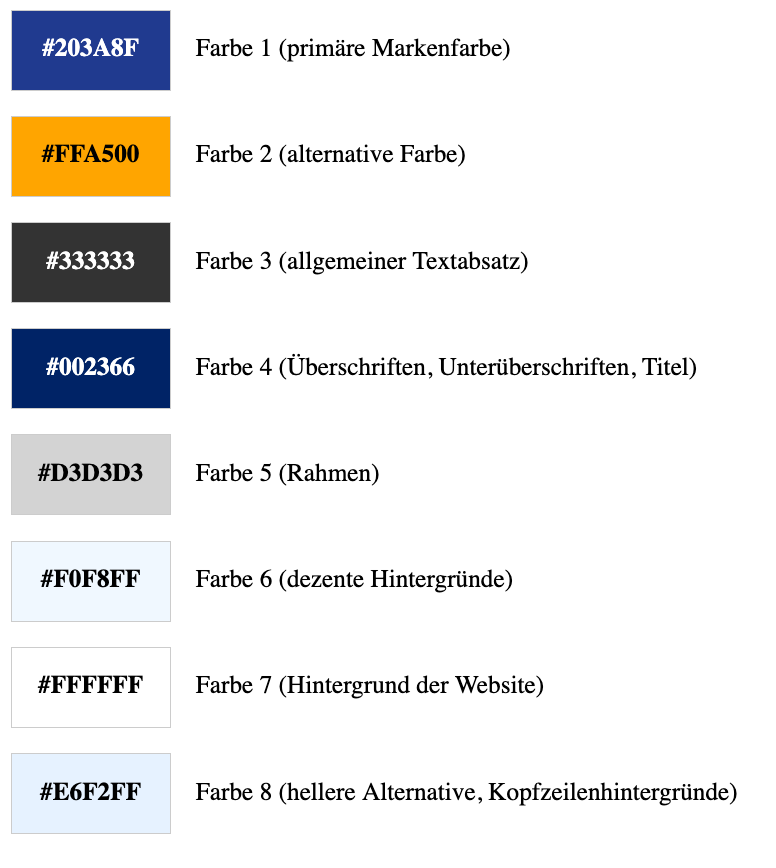 #203A8F Farbe 1 (primäre Markenfarbe)
#FFA500 Farbe 2 (alternative Farbe)
#333333 Farbe 3 (allgemeiner Textabsatz)
#002366 Farbe 4 (Überschriften, Unterüberschriften, Titel)
#D3D3D3 Farbe 5 (Rahmen)
#F0F8FF Farbe 6 (dezente Hintergründe)
#FFFFFF Farbe 7 (Hintergrund der Website)
#E6F2FF Farbe 8 (hellere Alternative, Kopfzeilenhintergründe)